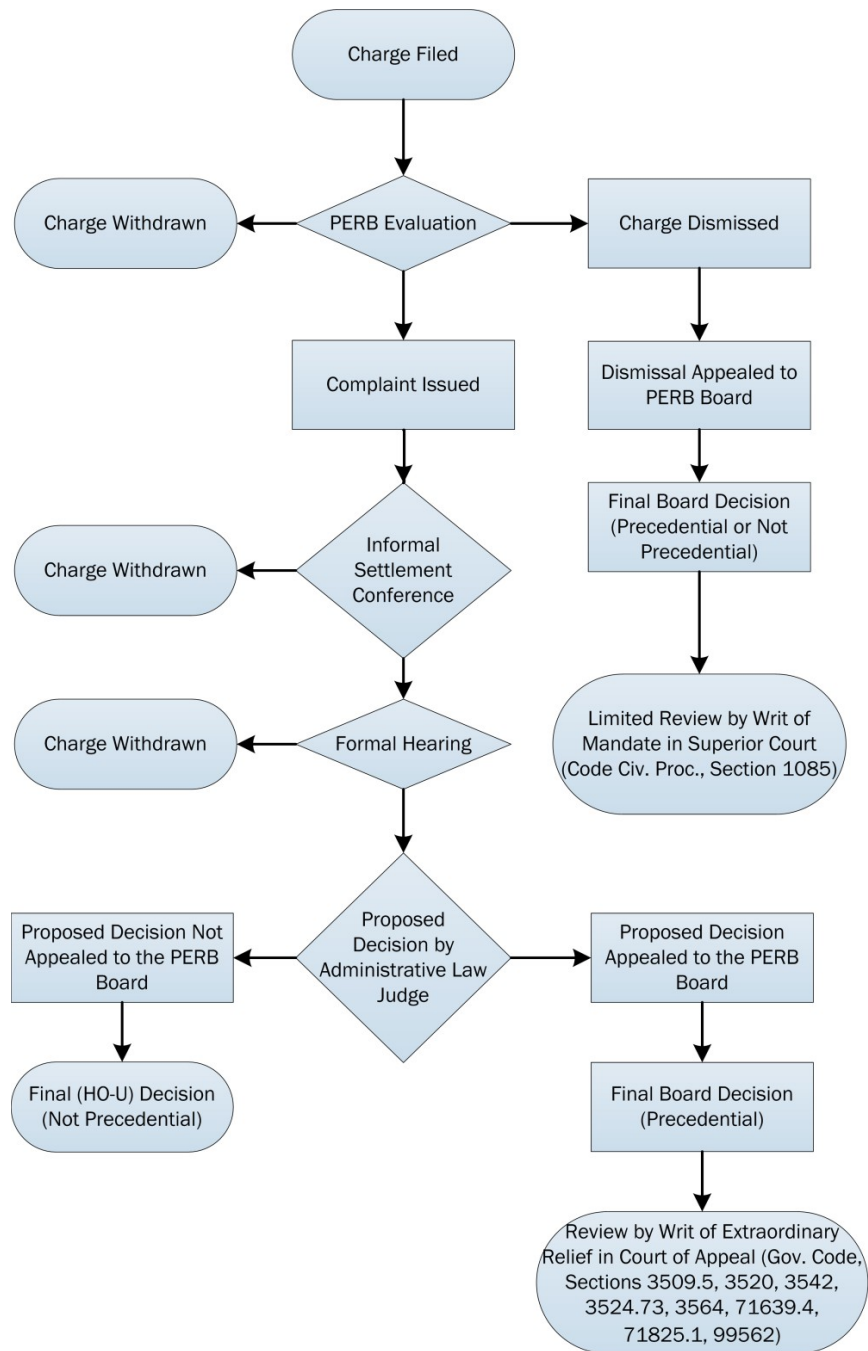 Charge Filed
Charge Withdrawn
PERB Evaluation
Charge Dismissed
Complaint Issued
Dismissal Appealed to
PERB Board
Final Board Decision
(Precedential or Not
Precedential)
Charge Withdrawn
Informal
Settlement
Conference
Limited Review by Writ of
Mandate in Superior Court
(Code Civ. Proc., Section 1085)
Charge Withdrawn
Formal Hearing
Proposed Decision Not
Appealed to the PERB
Board
Proposed
Decision by
Administrative Law
Judge
Proposed Decision
Appealed to the PERB
Board
Final (HO-U) Decision
(Not Precedential)
Final Board Decision
(Precedential)
Review by Writ of Extraordinary
Relief in Court of Appeal (Gov. Code,
Sections 3509.5, 3520, 3542,
3524.73, 3564, 71639.4,
71825.1, 99562)